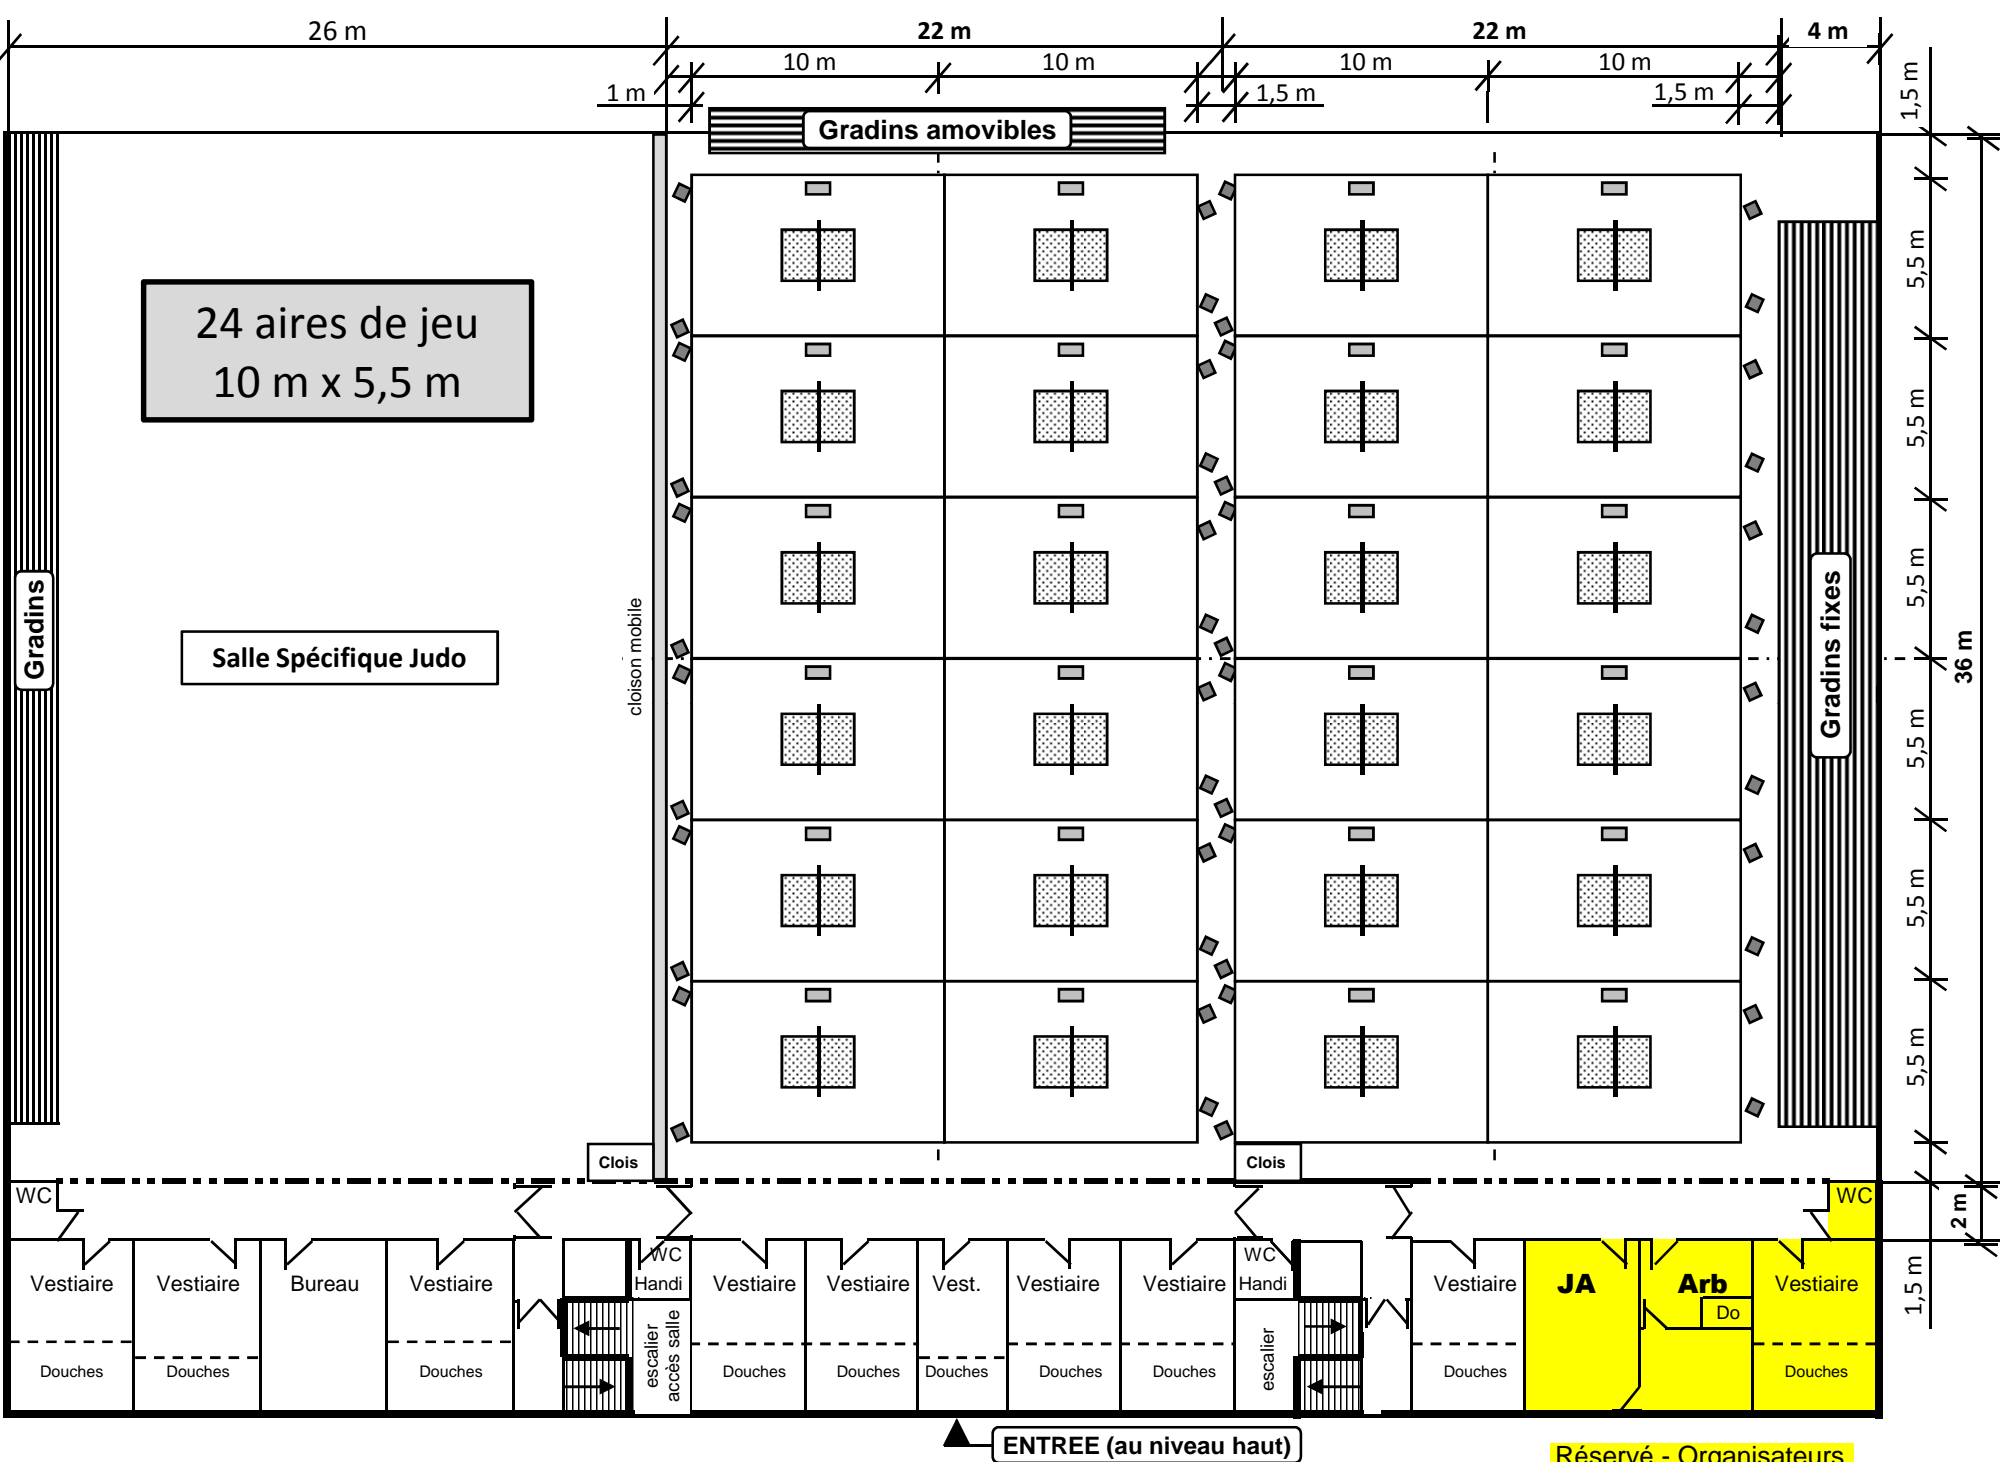 26 m
22 m
22 m
4 m
10 m
10 m
10 m
10 m
1 m
1,5 m
1,5 m
1,5 m
Gradins amovibles
24 aires de jeu
10 m x 5,5 m
5,5 m
5,5 m
5,5 m
5,5 m
5,5 m
5,5 m
36 m
Gradins
Salle Spécifique Judo
cloison mobile
Gradins fixes
Clois
Clois
WC
WC
2 m
1,5 m
WC
Handi
WC
Handi
Vestiaire
Vestiaire
Bureau
Vestiaire
Vestiaire
Vestiaire
Vest.
Vestiaire
Vestiaire
Vestiaire
JA
Arb
Vestiaire
Do
escalier
accès salle
escalier
Douches
Douches
Douches
Douches
Douches
Douches
Douches
Douches
Douches
Douches
ENTREE (au niveau haut)
Réservé - Organisateurs